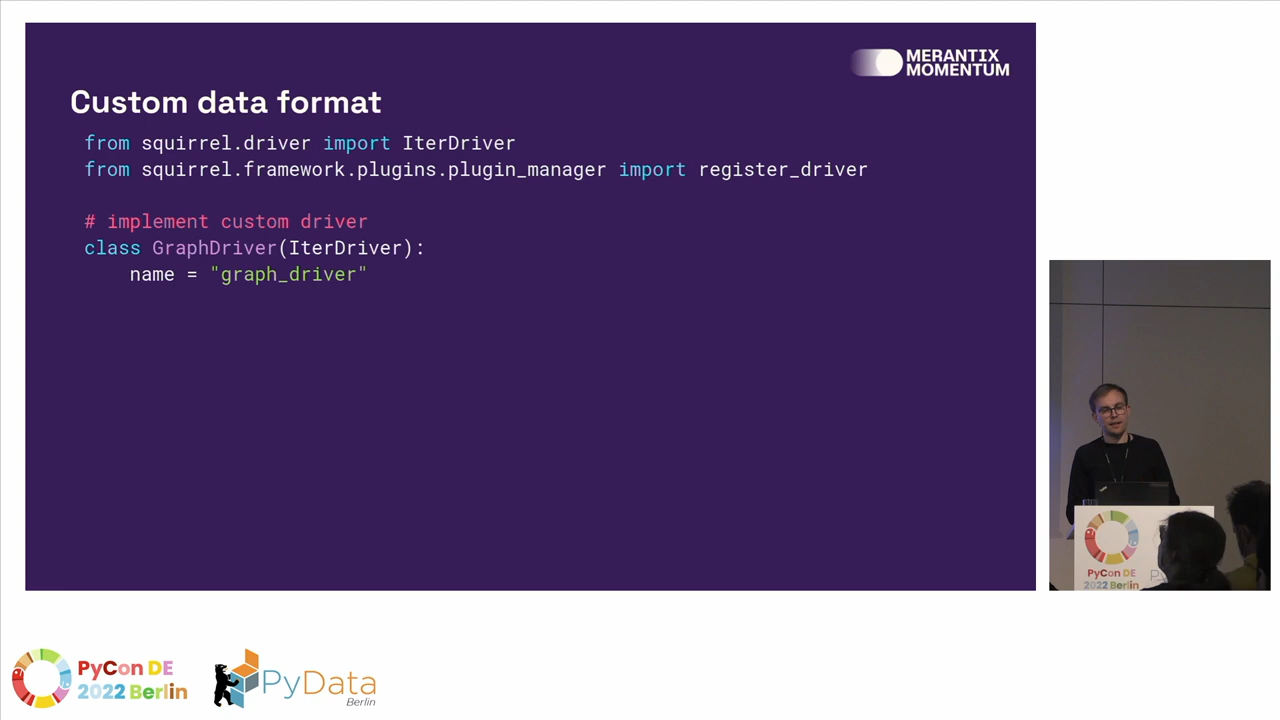 MERANTIX
MOMENTUM
Custom data format
from squirrel.driver import IterDriver
from squirrel.framework.plugins.plugin_manager import register_driver
# implement custom driver
class GraphDriver(IterDriver):
    name = "graph_driver"
PyCon DE
2022 Berlin
PyCon DE
2022 Berlin
PyData
Berlin